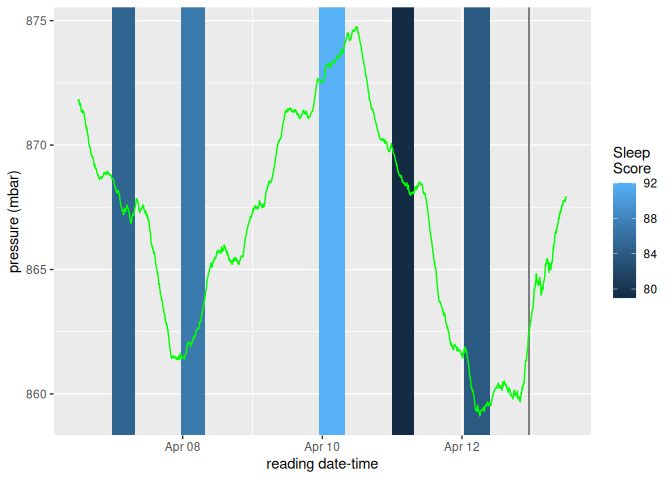 875
870
865
860
pressure (mbar)
Apr 08
Apr 10
Apr 12
reading date-time
Sleep
Score
92
88
84
80